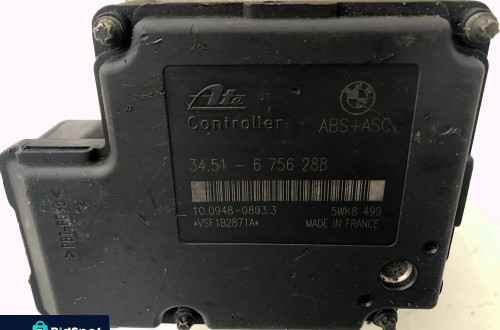 Ate
Controller
ABS+ASC
34.51 - 6 756 288
10.0948-0803.3
5WK8 499
*VSF1B2871A*
MADE IN FRANCE
BidSpot